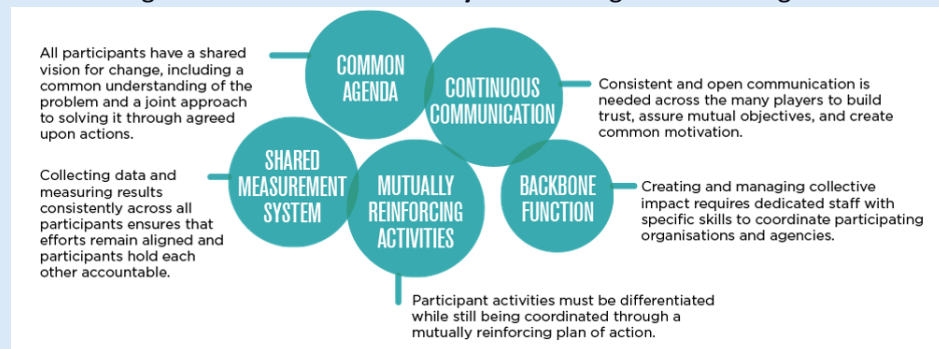 All participants have a shared
vision for change, including a
common understanding of the
problem and a joint approach
to solving it through agreed
upon actions.
COMMON
AGENDA
CONTINUOUS
COMMUNICATION
Consistent and open communication is
needed across the many players to build
trust, assure mutual objectives, and create
common motivation.
Collecting data and
measuring results
consistently across all
participants ensures that
efforts remain aligned and
participants hold each
other accountable.
SHARED
MEASUREMENT
SYSTEM
MUTUALLY
REINFORCING
ACTIVITIES
BACKBONE
FUNCTION
Creating and managing collective
impact requires dedicated staff with
specific skills to coordinate participating
organisations and agencies.
Participant activities must be differentiated
while still being coordinated through a
mutually reinforcing plan of action.